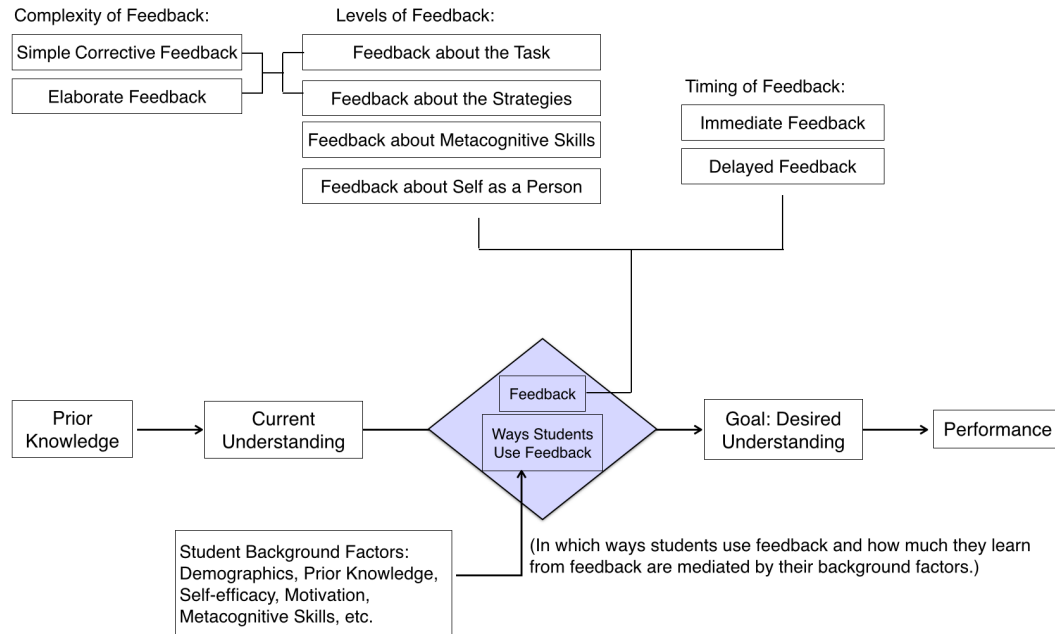 Complexity of Feedback:
Simple Corrective Feedback
Elaborate Feedback
Levels of Feedback:
Feedback about the Task
Feedback about the Strategies
Feedback about Metacognitive Skills
Feedback about Self as a Person
Timing of Feedback:
Immediate Feedback
Delayed Feedback
Prior
Knowledge
Current
Understanding
Feedback
Ways Students
Use Feedback
Goal: Desired
Understanding
Performance
Student Background Factors:
Demographics, Prior Knowledge,
Self-efficacy, Motivation,
Metacognitive Skills, etc.
(In which ways students use feedback and how much they learn
from feedback are mediated by their background factors.)